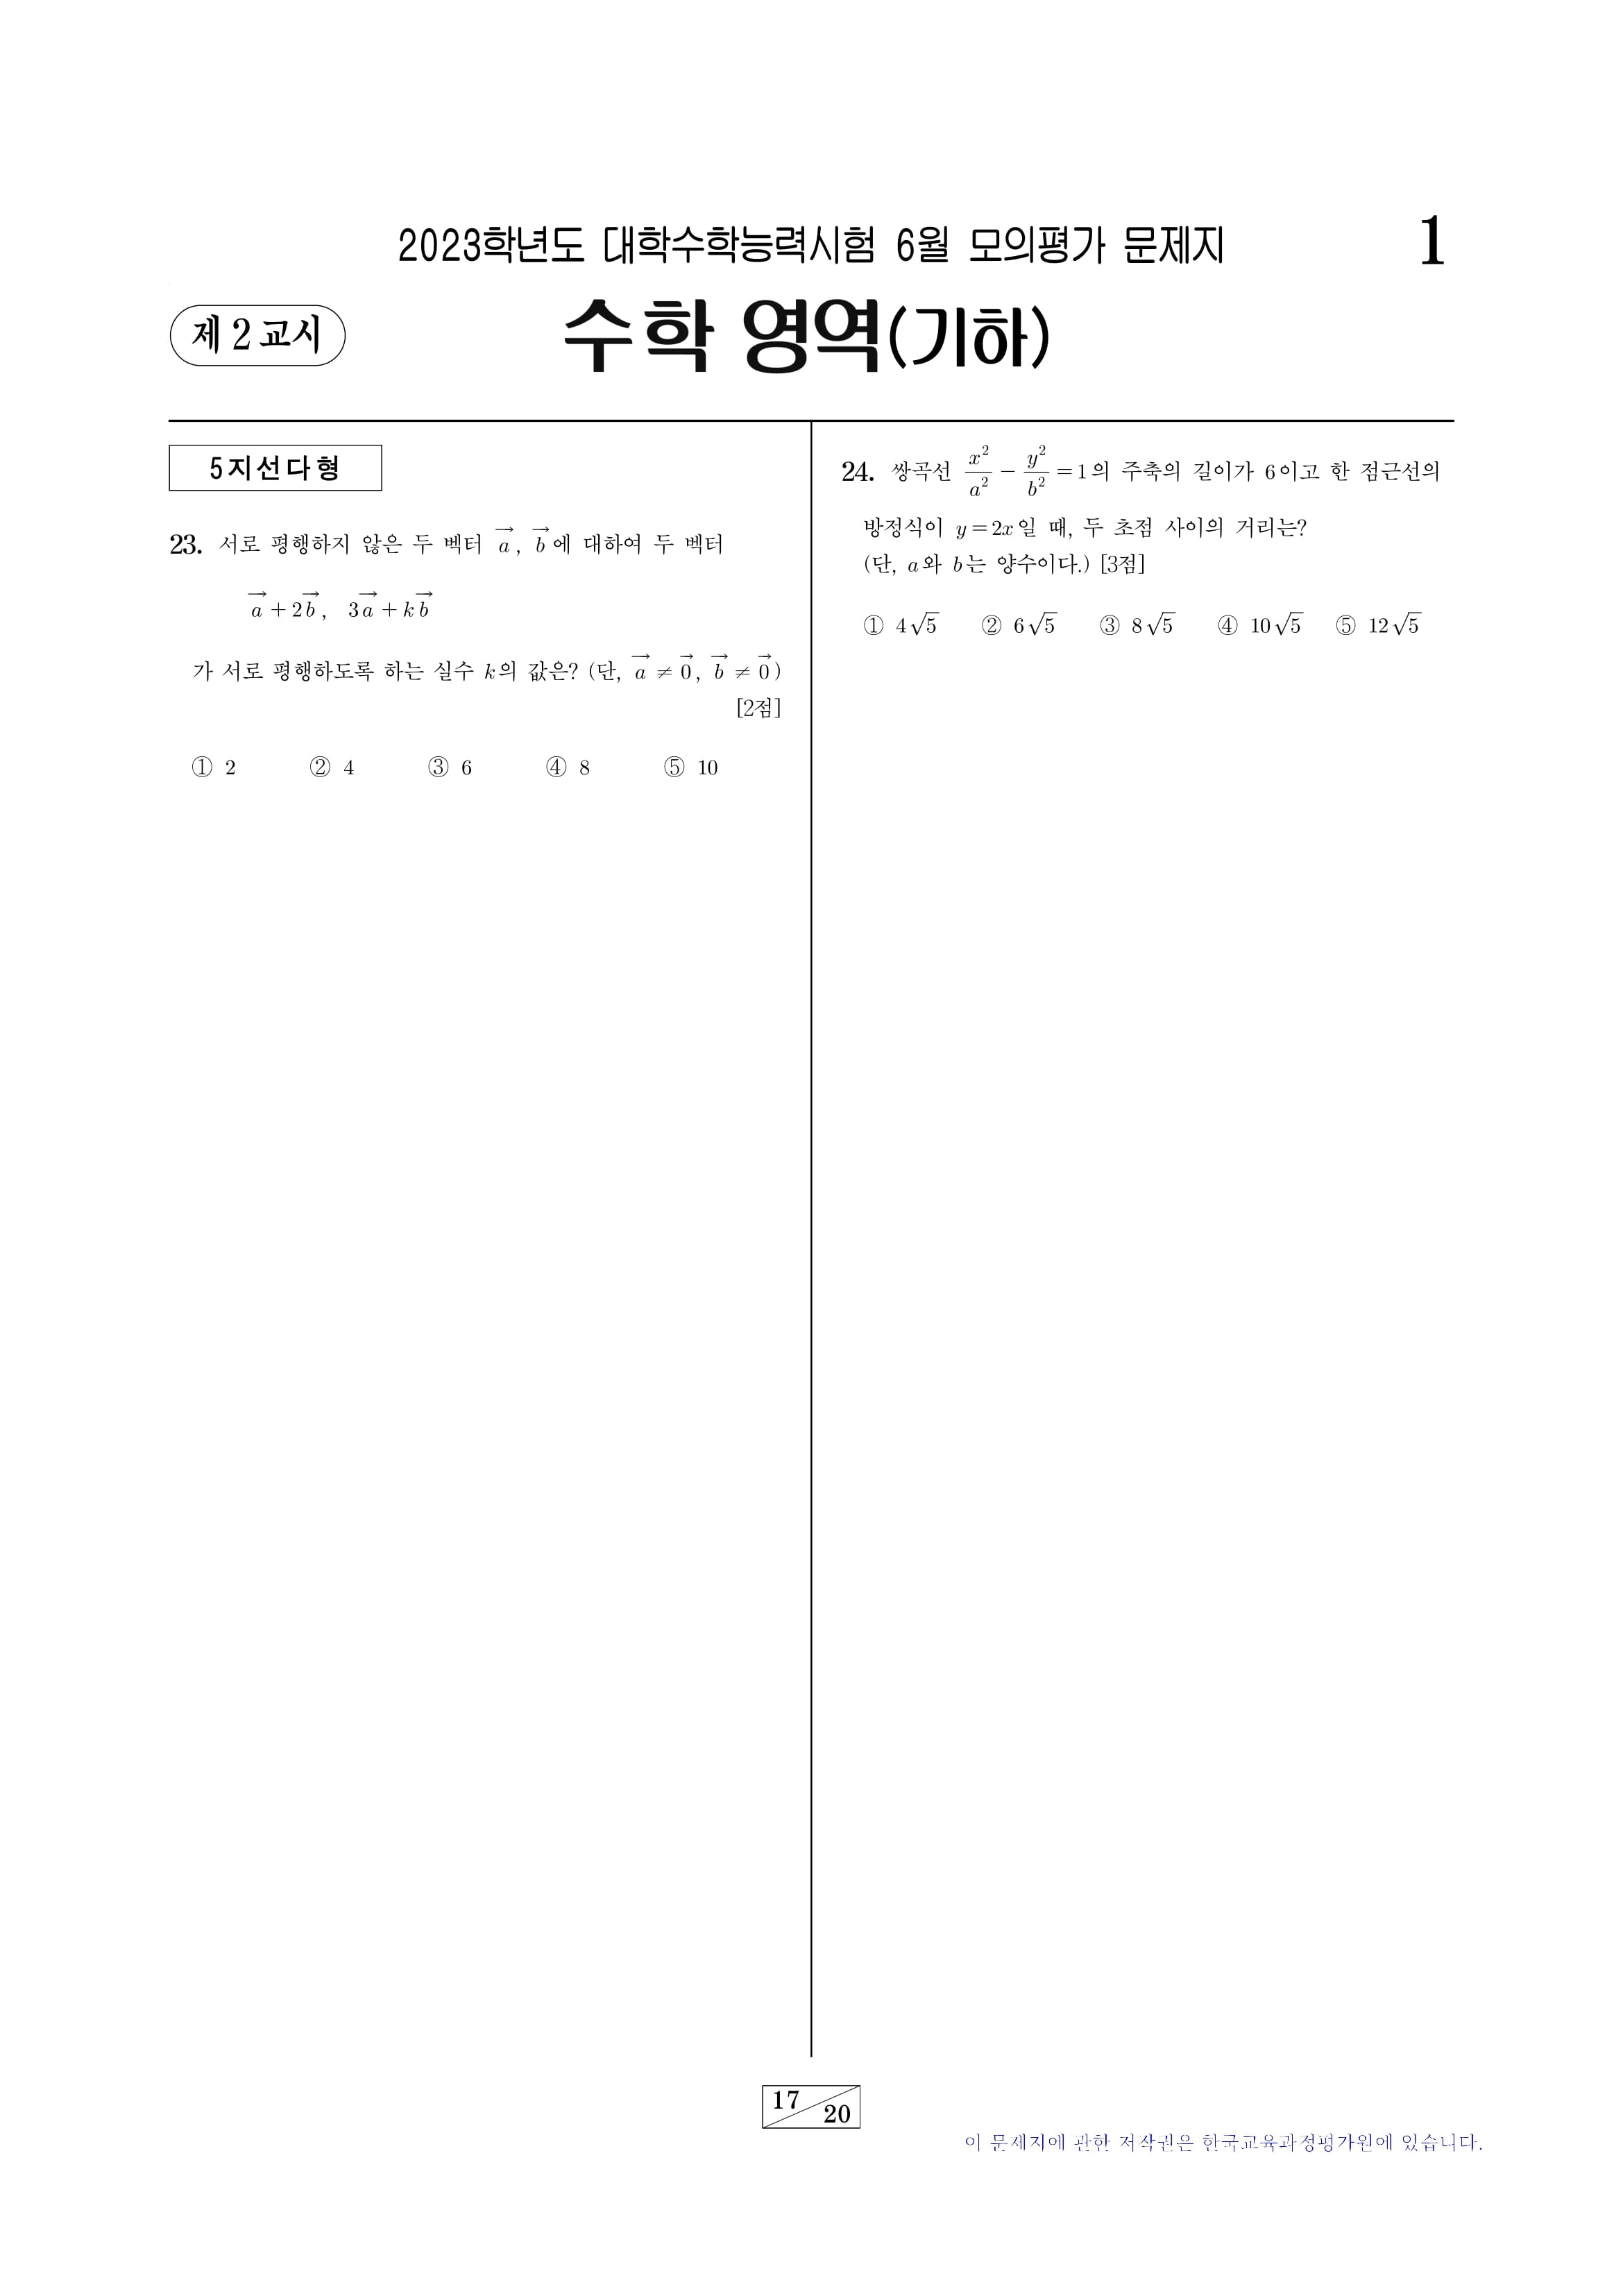 2023학년도 대학수학능력시험 6월 모의평가 문제지
1
제 2 교시
수학 영역(기하)
5지선다형
23. 서로 평행하지 않은 두 벡터 $\vec{a}$, $\vec{b}$에 대하여 두 벡터
$\vec{a}+2\vec{b}$, $3\vec{a}+k\vec{b}$
가 서로 평행하도록 하는 실수 $k$의 값은? (단, $\vec{a} \neq \vec{0}$, $\vec{b} \neq \vec{0}$)
[2점]
① 2 ② 4 ③ 6 ④ 8 ⑤ 10
24. 쌍곡선 $\frac{x^2}{a^2}-\frac{y^2}{b^2}=1$의 주축의 길이가 6이고 한 점근선의
방정식이 $y=2x$일 때, 두 초점 사이의 거리는?
(단, $a$와 $b$는 양수이다.) [3점]
① $4\sqrt{5}$ ② $6\sqrt{5}$ ③ $8\sqrt{5}$ ④ $10\sqrt{5}$ ⑤ $12\sqrt{5}$
17
20
이 문제지에 관한 저작권은 한국교육과정평가원에 있습니다.